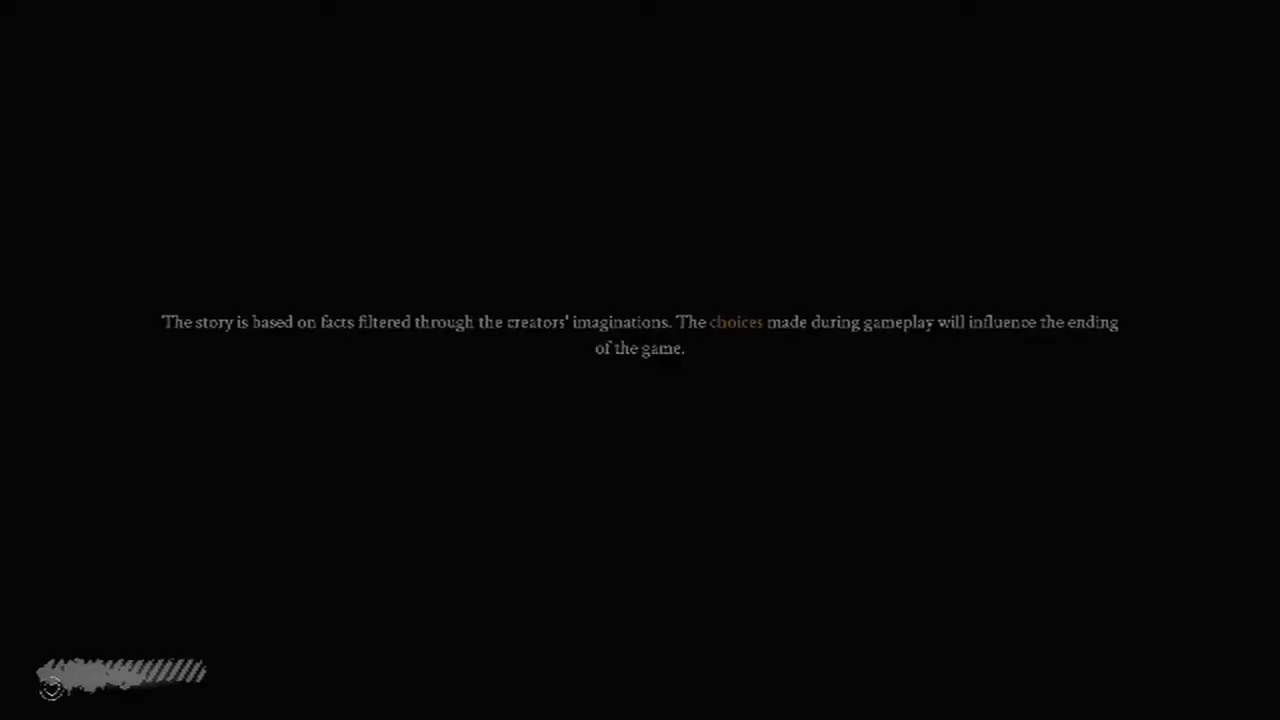 The story is based on facts filtered through the creators' imaginations. The choices made during gameplay will influence the ending
of the game.